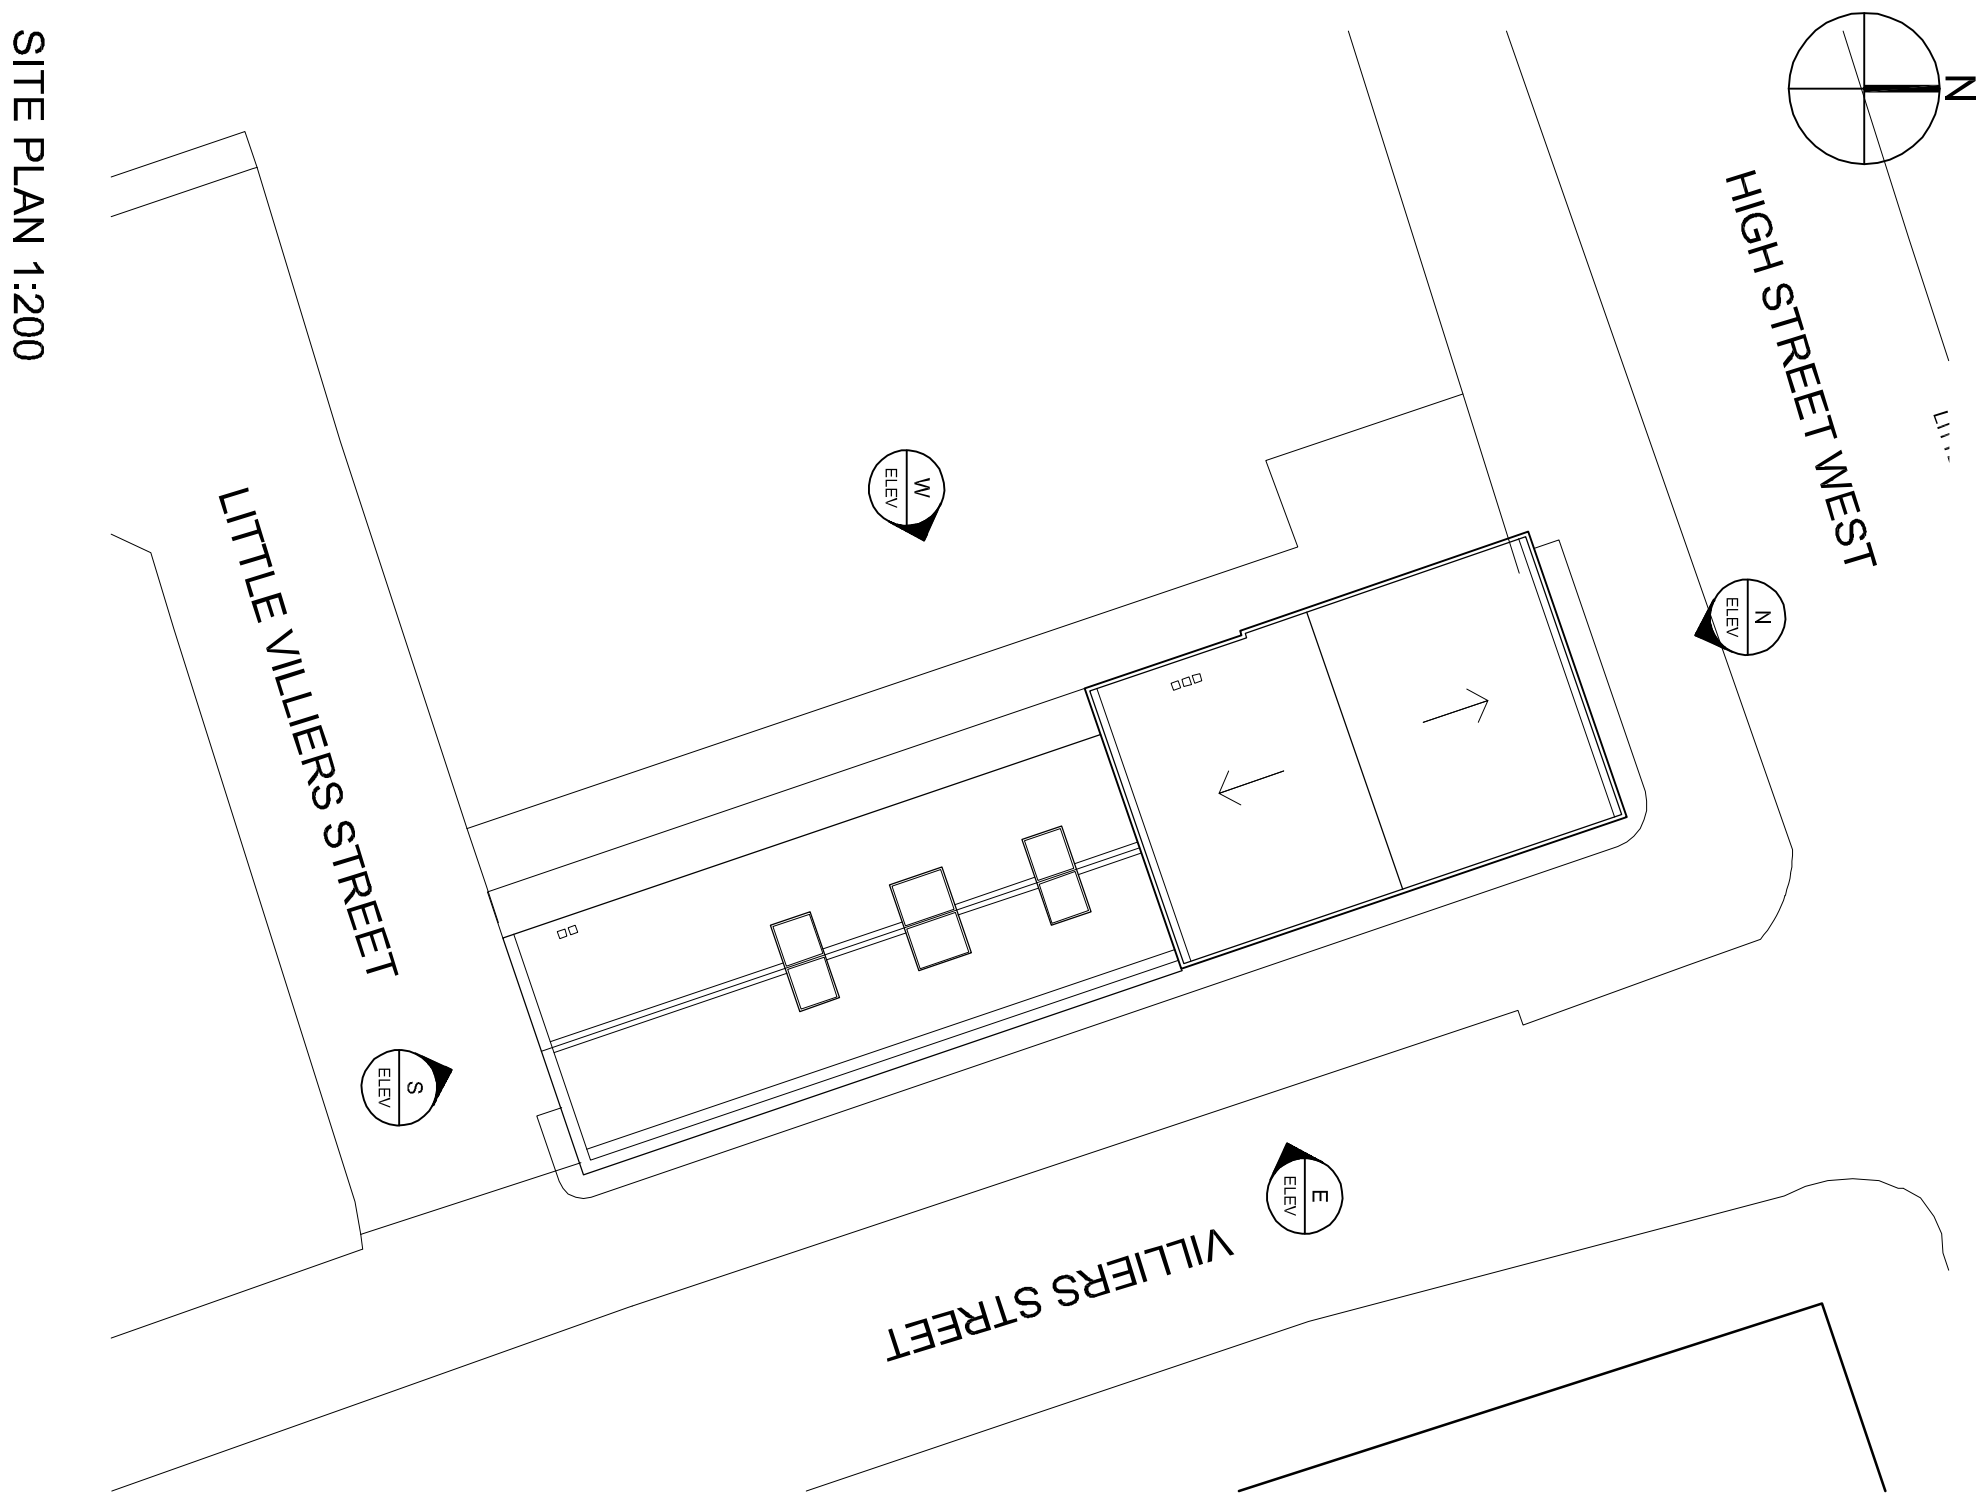 N
HIGH STREET WEST
N
ELEV
W
ELEV
E
ELEV
VILLIERS STREET
S
ELEV
LITTLE VILLIERS STREET
SITE PLAN 1:200